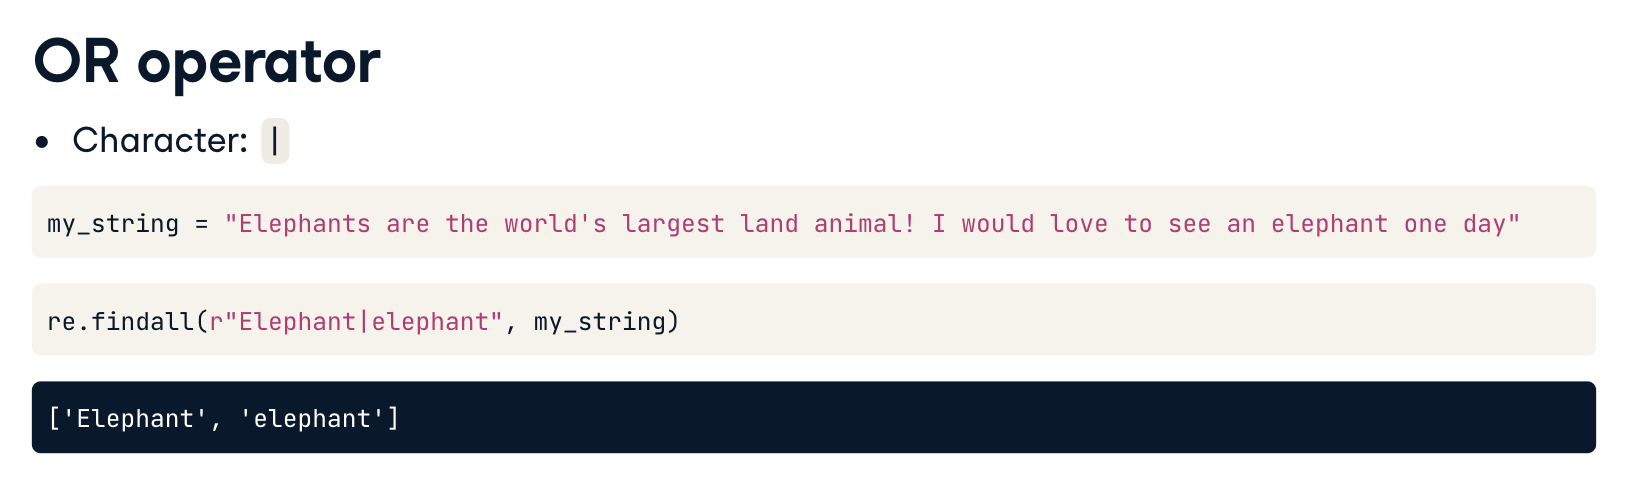 OR operator
• Character: |
my_string = "Elephants are the world's largest land animal! I would love to see an elephant one day"
re.findall(r"Elephant|elephant", my_string)
['Elephant', 'elephant']